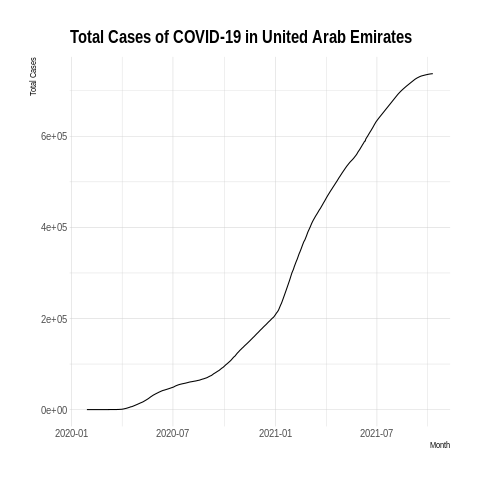 Total Cases of COVID-19 in United Arab Emirates
Total Cases
6e+05
4e+05
2e+05
0e+00
2020-01 2020-07 2021-01 2021-07
Month